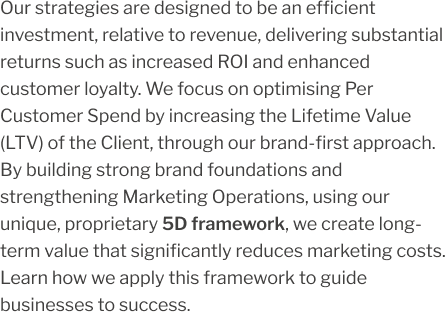 Our strategies are designed to be an efficient
investment, relative to revenue, delivering substantial
returns such as increased ROI and enhanced
customer loyalty. We focus on optimising Per
Customer Spend by increasing the Lifetime Value
(LTV) of the Client, through our brand-first approach.
By building strong brand foundations and
strengthening Marketing Operations, using our
unique, proprietary 5D framework, we create long-
term value that significantly reduces marketing costs.
Learn how we apply this framework to guide
businesses to success.